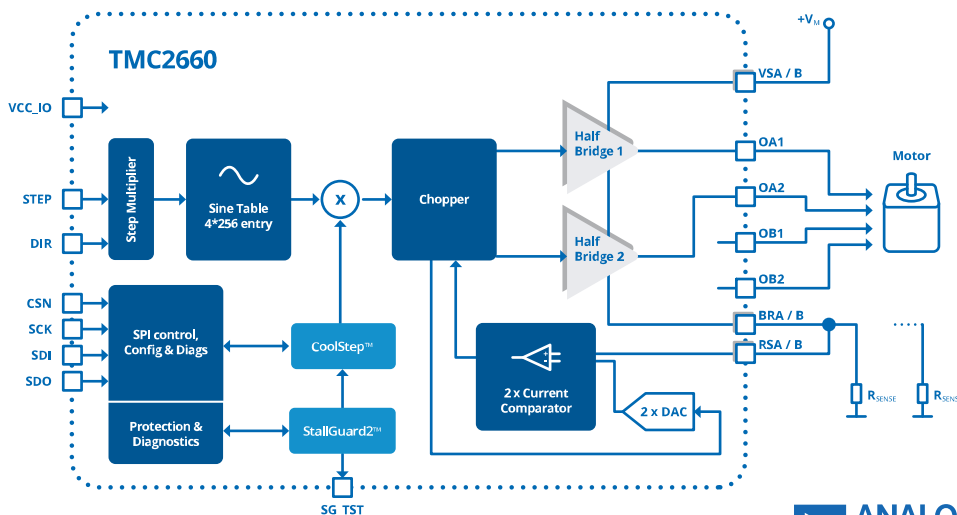 TMC2660
+VM
VSA / B
VCC_IO
STEP
DIR
CSN
SCK
SDI
SDO
Step Multiplier
Sine Table
4*256 entry
X
Chopper
Half
Bridge 1
Half
Bridge 2
OA1
OA2
OB1
OB2
Motor
BRA / B
RSA / B
SPI control,
Config & Diags
CoolStep™
Protection &
Diagnostics
StallGuard2™
2 x Current
Comparator
2 x DAC
RSENSE
RSENS
SG_TST
ANALO